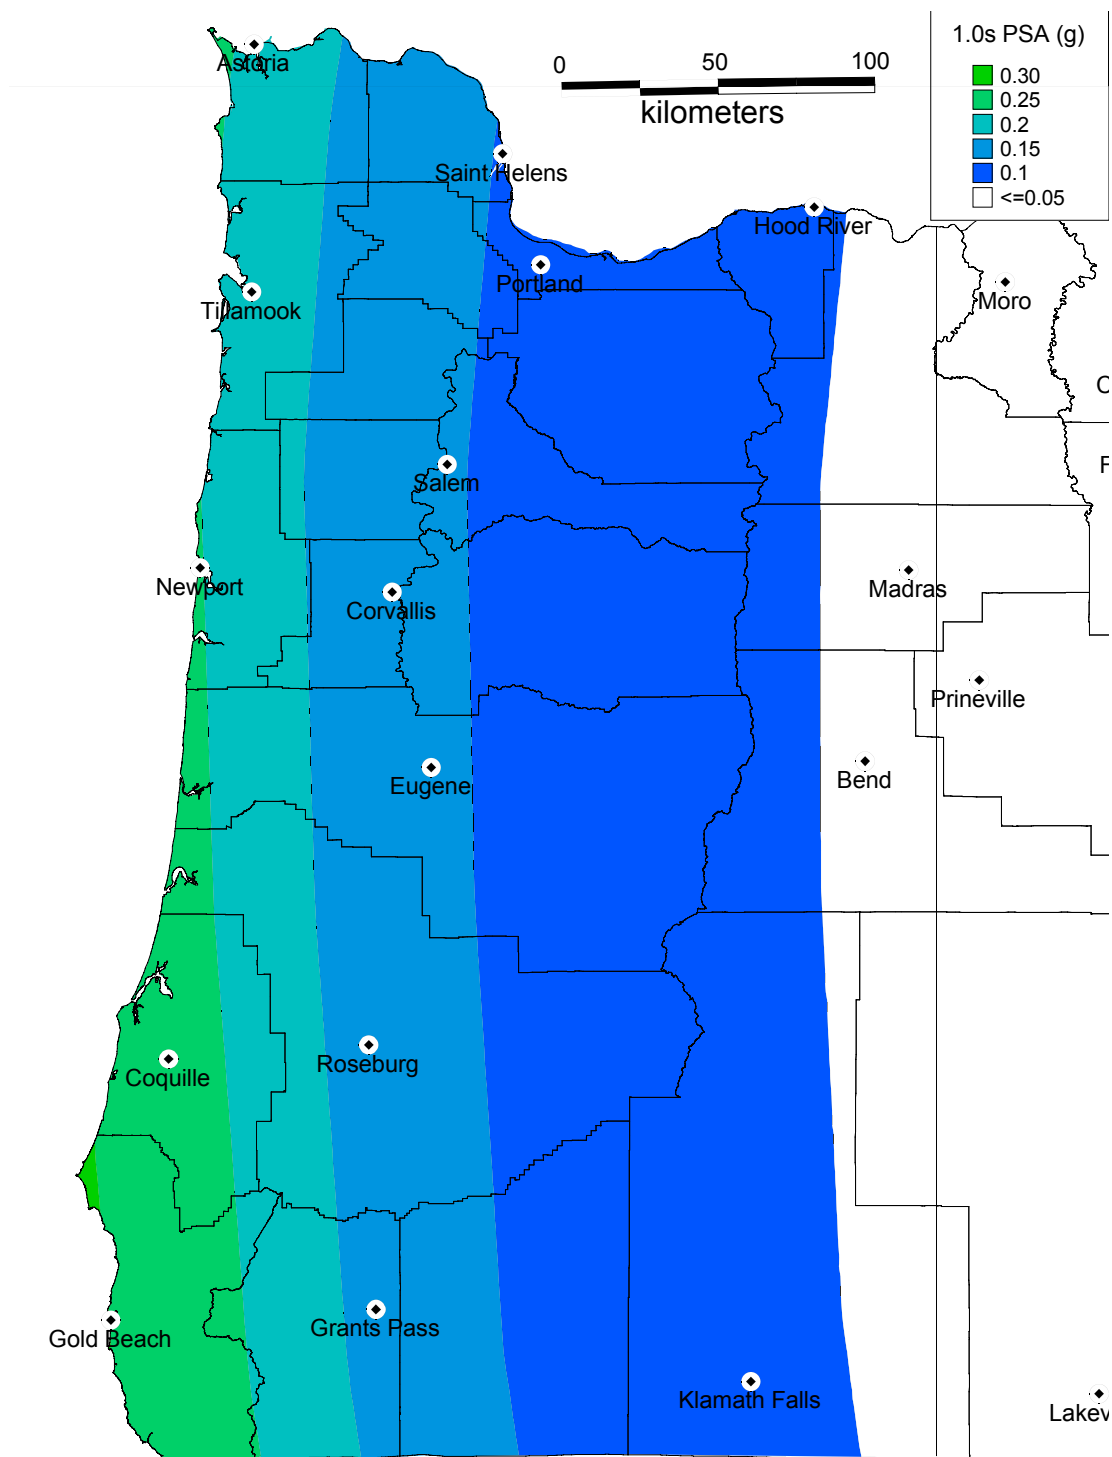 1.0s PSA (g)
0.30
0.25
0.2
0.15
0.1
<=0.05
0 50 100
kilometers
Astoria
Saint Helens
Hood River
Portland
Moro
Tillamook
Salem
Newport
Corvallis
Madras
Prineville
Eugene
Bend
Coquille
Roseburg
Gold Beach
Grants Pass
Klamath Falls
Lakev